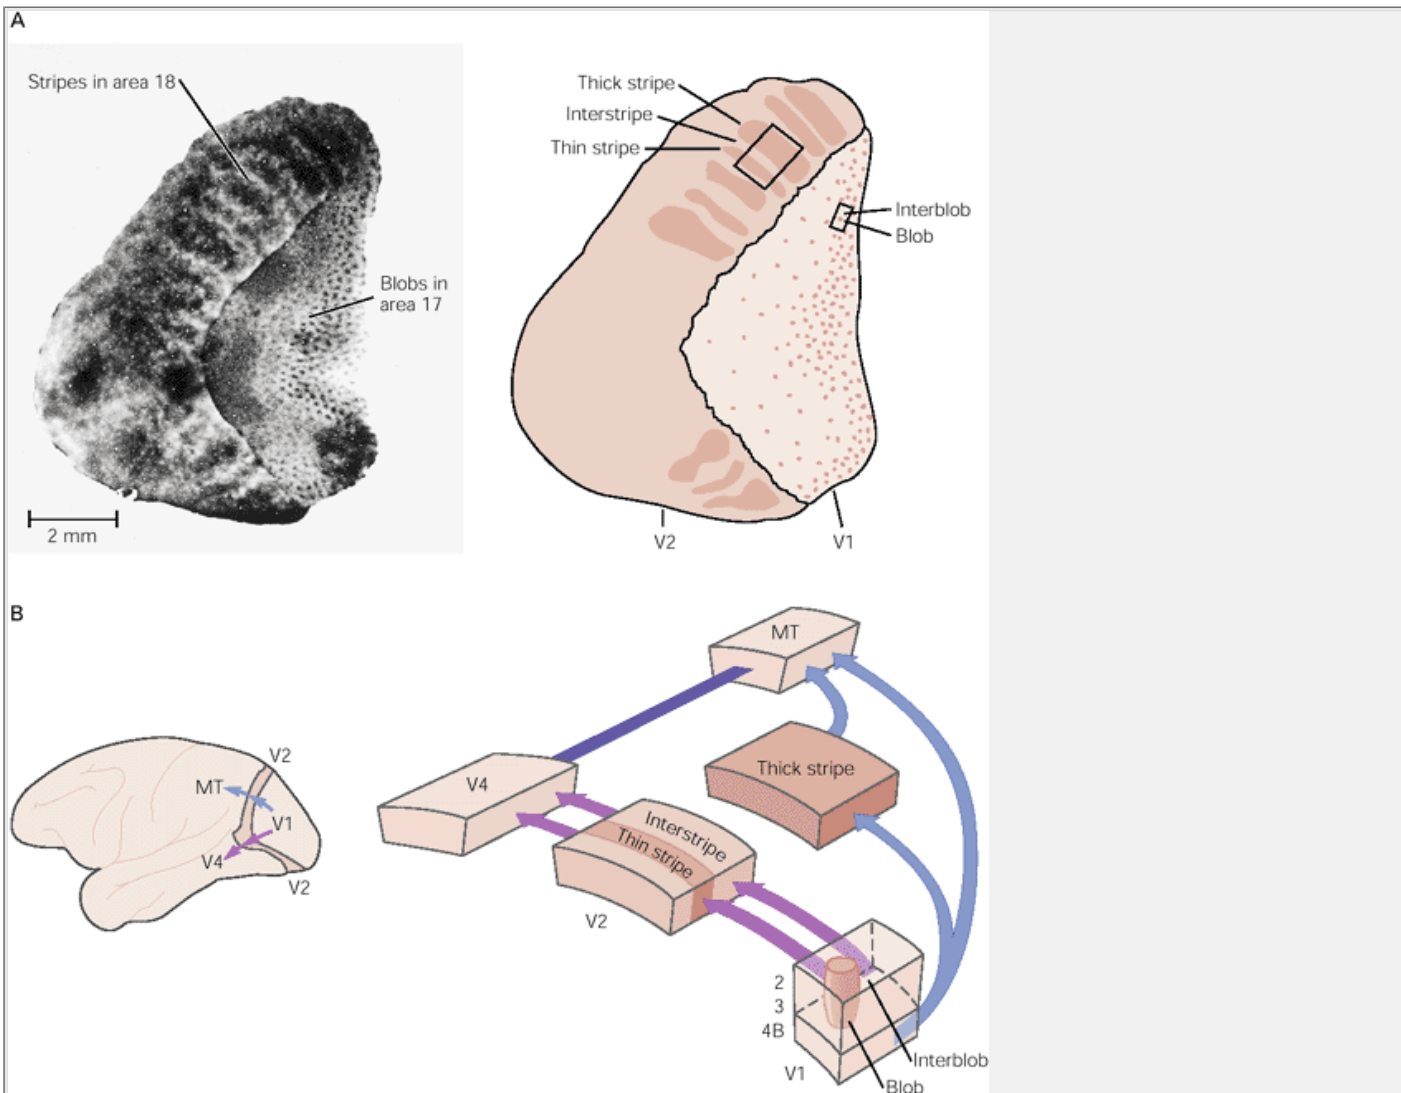 A
Stripes in area 18
Blobs in
area 17
2 mm
Thick stripe
Interstripe
Thin stripe
Interblob
Blob
V2
V1
B
V2
MT
V1
V4
V2
MT
V4
Thick stripe
Interstripe
Thin stripe
V2
2
3
4B
V1
Interblob
Blob